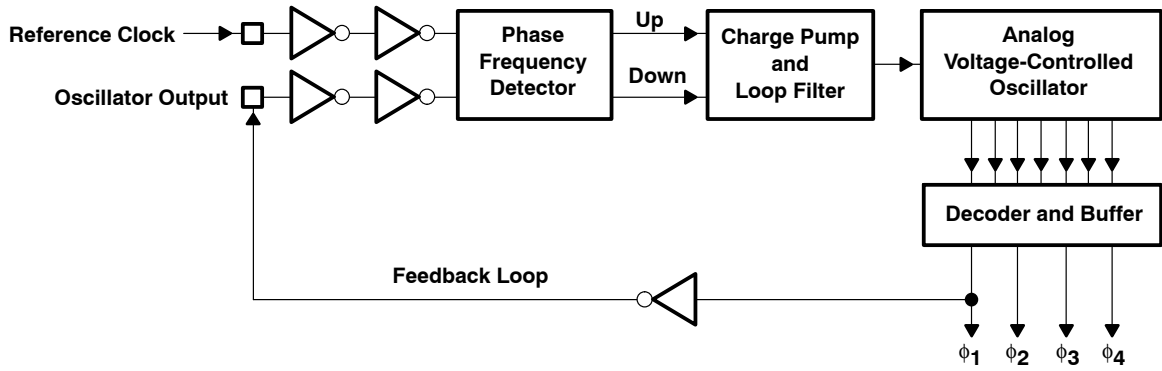 Reference Clock
Oscillator Output
Phase
Frequency
Detector
Up
Down
Charge Pump
and
Loop Filter
Analog
Voltage-Controlled
Oscillator
Decoder and Buffer
Feedback Loop
ϕ1 ϕ2 ϕ3 ϕ4